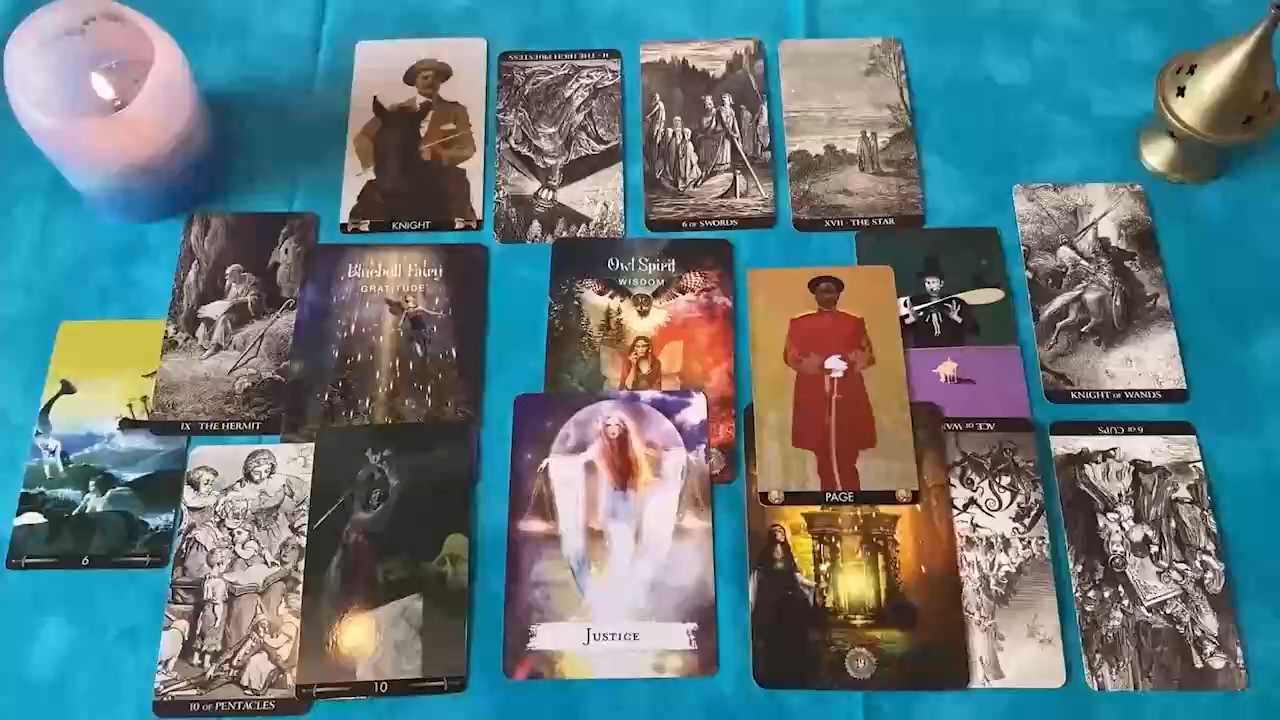 KNIGHT
II · THE HIGH PRIESTESS
6 OF SWORDS
XVII · THE STAR
IX THE HERMIT
Bluebell Fairy
GRATITUDE
Owl Spirit
WISDOM
KNIGHT OF WANDS
6
10 OF PENTACLES
10
JUSTICE
PAGE
ACE OF
6 OF CUPS